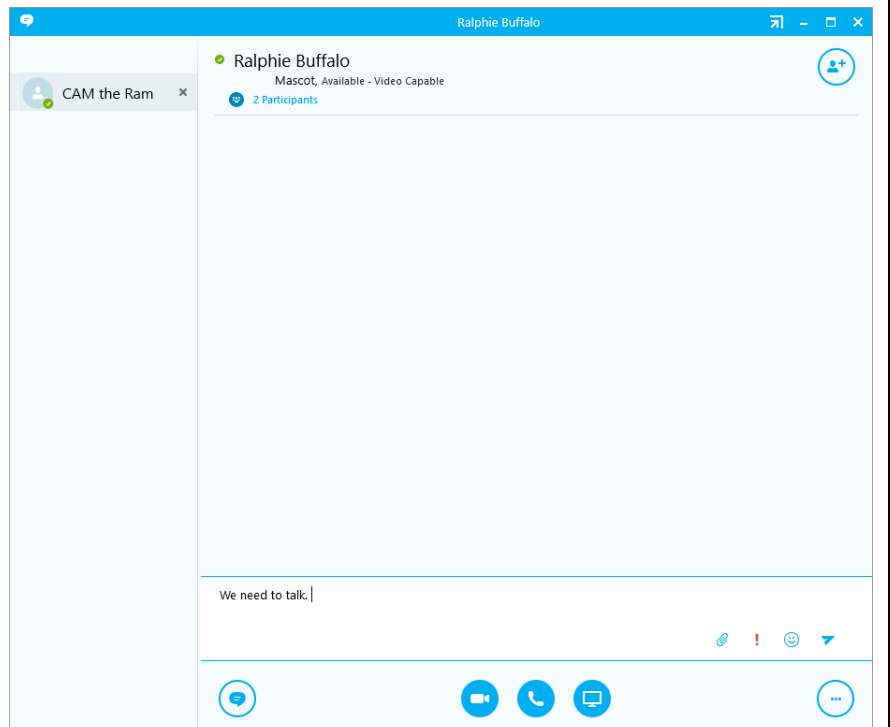 Ralphie Buffalo
CAM the Ram
Ralphie Buffalo
Mascot, Available - Video Capable
2 Participants
We need to talk.